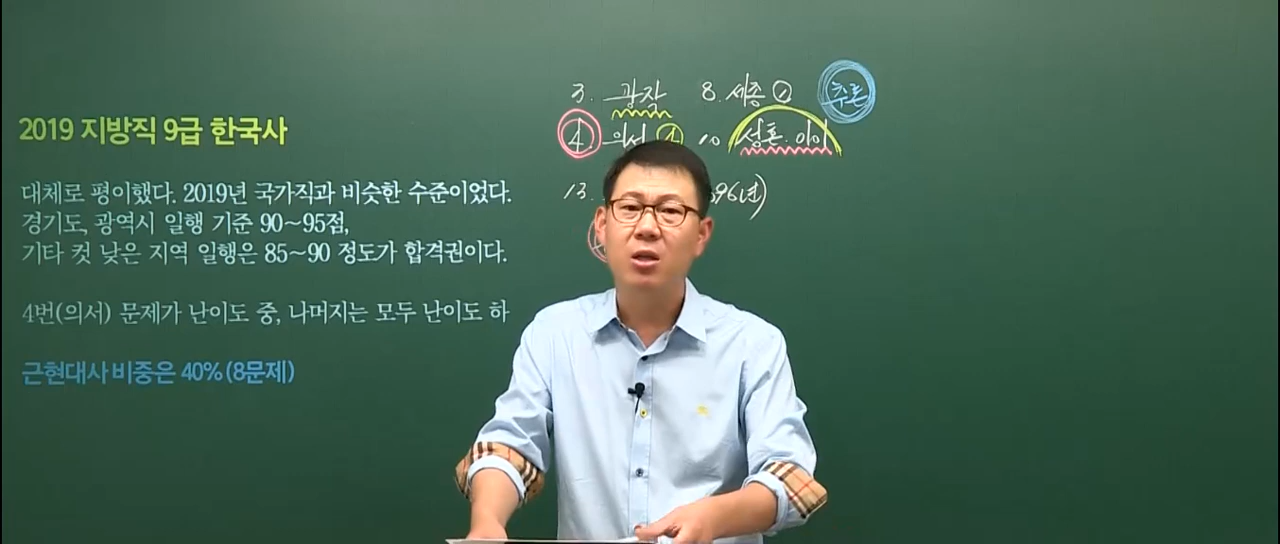 2019 지방직 9급 한국사
대체로 평이했다. 2019년 국가직과 비슷한 수준이었다.
경기도, 광역시 일행 기준 90~95점,
기타 컷 낮은 지역 일행은 85~90 정도가 합격권이다.
4번(의서) 문제가 난이도 중, 나머지는 모두 난이도 하
근현대사 비중은 40% (8문제)
3. 광작 8. 세종 추론
4. 의서 10 성혼. 이이
13. 96년)